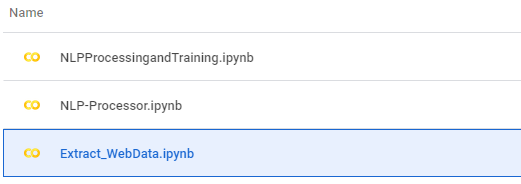 Name
NLPProcessingandTraining.ipynb
NLP-Processor.ipynb
Extract_WebData.ipynb